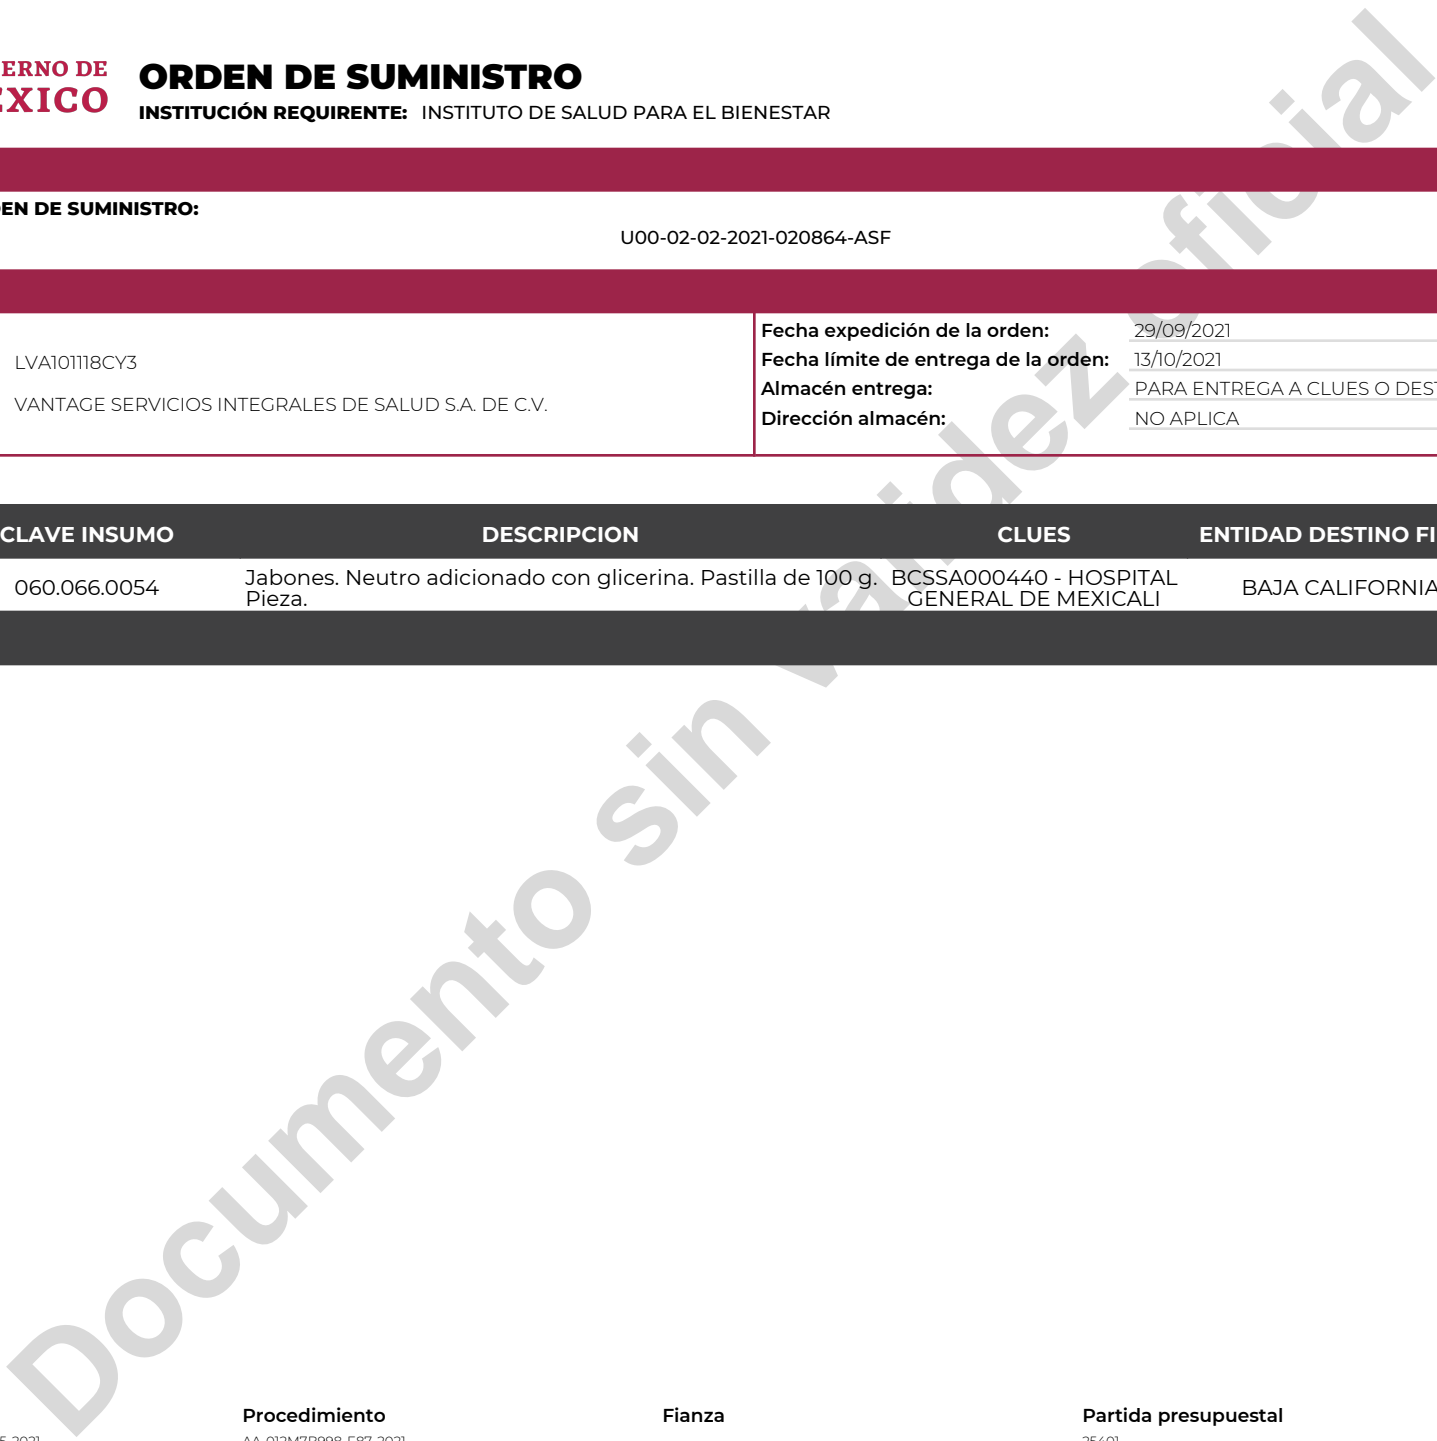 ERNO DE
XICO
ORDEN DE SUMINISTRO
INSTITUCIÓN REQUIRENTE: INSTITUTO DE SALUD PARA EL BIENESTAR
EN DE SUMINISTRO:
U00-02-02-2021-020864-ASF
LVA101118CY3
VANTAGE SERVICIOS INTEGRALES DE SALUD S.A. DE C.V.
Fecha expedición de la orden: 29/09/2021
Fecha límite de entrega de la orden: 13/10/2021
Almacén entrega: PARA ENTREGA A CLUES O DEST
Dirección almacén: NO APLICA
CLAVE INSUMO DESCRIPCION CLUES ENTIDAD DESTINO FI
060.066.0054 Jabones. Neutro adicionado con glicerina. Pastilla de 100 g. BCSSA000440 - HOSPITAL BAJA CALIFORNIA
Pieza. GENERAL DE MEXICALI
Documento sin validez oficial
Procedimiento Fianza Partida presupuestal